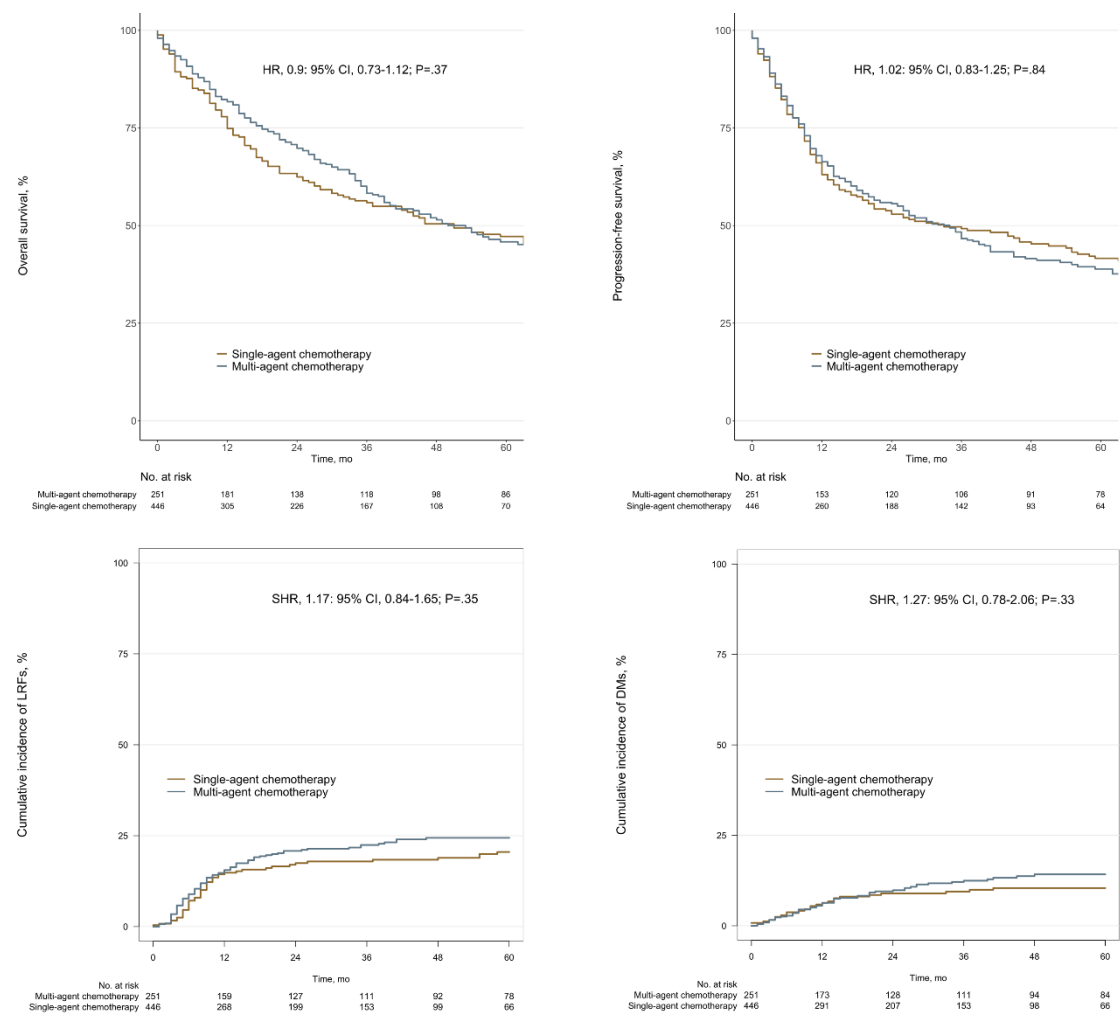 100
75
50
25
0
Overall survival, %
HR, 0.9: 95% CI, 0.73-1.12; P=.37
Single-agent chemotherapy
Multi-agent chemotherapy
0 12 24 36 48 60
Time, mo
No. at risk
Multi-agent chemotherapy 251 181 138 118 98 86
Single-agent chemotherapy 446 305 226 167 108 70
100
75
50
25
0
Progression-free survival, %
HR, 1.02: 95% CI, 0.83-1.25; P=.84
Single-agent chemotherapy
Multi-agent chemotherapy
0 12 24 36 48 60
Time, mo
No. at risk
Multi-agent chemotherapy 251 153 120 106 91 78
Single-agent chemotherapy 446 260 188 142 93 64
100
75
50
25
0
Cumulative incidence of LRFs, %
SHR, 1.17: 95% CI, 0.84-1.65; P=.35
Single-agent chemotherapy
Multi-agent chemotherapy
0 12 24 36 48 60
Time, mo
No. at risk
Multi-agent chemotherapy 251 159 127 111 92 78
Single-agent chemotherapy 446 268 199 153 99 66
100
75
50
25
0
Cumulative incidence of DMs, %
SHR, 1.27: 95% CI, 0.78-2.06; P=.33
Single-agent chemotherapy
Multi-agent chemotherapy
0 12 24 36 48 60
Time, mo
No. at risk
Multi-agent chemotherapy 251 173 128 111 94 84
Single-agent chemotherapy 446 291 207 153 98 66